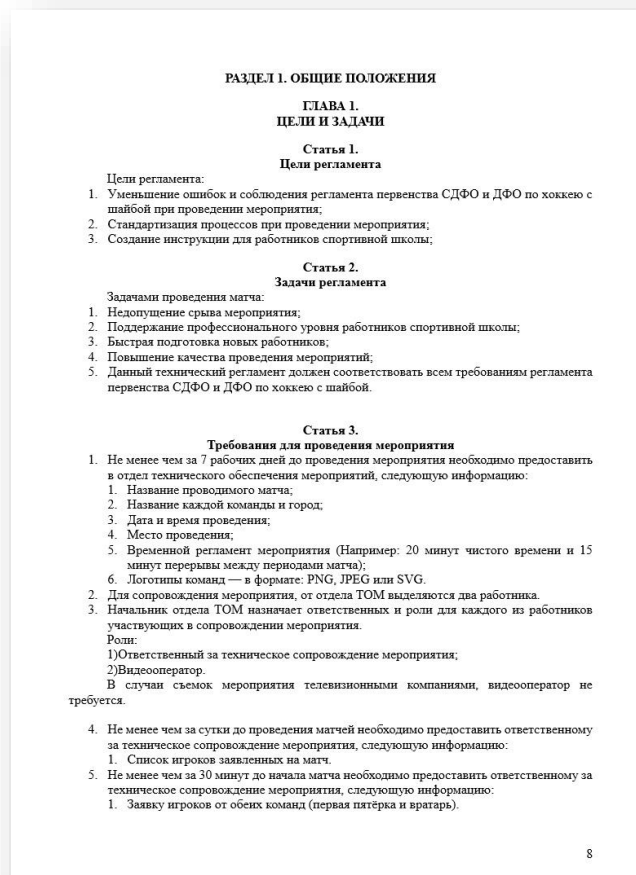 РАЗДЕЛ 1. ОБЩИЕ ПОЛОЖЕНИЯ
ГЛАВА 1.
ЦЕЛИ И ЗАДАЧИ
Статья 1.
Цели регламента
Цели регламента:
1. Уменьшение ошибок и соблюдения регламента первенства СДФО и ДФО по хоккею с
шайбой при проведении мероприятия;
2. Стандартизация процессов при проведении мероприятия;
3. Создание инструкции для работников спортивной школы;
Статья 2.
Задачи регламента
Задачами проведения матча:
1. Недопущение срыва мероприятия;
2. Поддержание профессионального уровня работников спортивной школы;
3. Быстрая подготовка новых работников;
4. Повышение качества проведения мероприятий;
5. Данный технический регламент должен соответствовать всем требованиям регламента
первенства СДФО и ДФО по хоккею с шайбой.
Статья 3.
Требования для проведения мероприятия
1. Не менее чем за 7 рабочих дней до проведения мероприятия необходимо предоставить
в отдел технического обеспечения мероприятий, следующую информацию:
1. Название проводимого матча;
2. Название каждой команды и город;
3. Дата и время проведения;
4. Место проведения;
5. Временной регламент мероприятия (Например: 20 минут чистого времени и 15
минут перерывы между периодами матча);
6. Логотипы команд — в формате: PNG, JPEG или SVG.
2. Для сопровождения мероприятия, от отдела ТОМ выделяются два работника.
3. Начальник отдела ТОМ назначает ответственных и роли для каждого из работников
участвующих в сопровождении мероприятия.
Роли:
1)Ответственный за техническое сопровождение мероприятия;
2)Видеооператор.
В случаи съемок мероприятия телевизионными компаниями, видеооператор не
требуется.
4. Не менее чем за сутки до проведения матчей необходимо предоставить ответственному
за техническое сопровождение мероприятия, следующую информацию:
1. Список игроков заявленных на матч.
5. Не менее чем за 30 минут до начала матча необходимо предоставить ответственному за
техническое сопровождение мероприятия, следующую информацию:
1. Заявку игроков от обеих команд (первая пятёрка и вратарь).
8